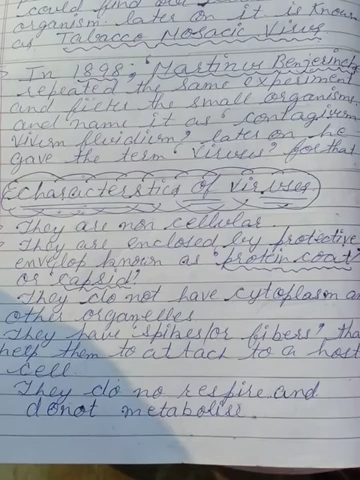 could find out
organism later on it is known
as Tabacco Mosacic Virus
In 1898, Martinus Benjerinck
repeated the same experiment
and filter the small organisms
and name it as "contagium
vivum fluidium" later on he
gave the term "Viruses" for that
Characteristics Of Viruses
They are non cellular
They are enclosed by protective
envelop known as "protein coat"
or "capsid"
They do not have cytoplasm or
other organelles
They have "spikes/or fibers" that
help them to attach to a host
cell
They do no respire and
donot metabolise.